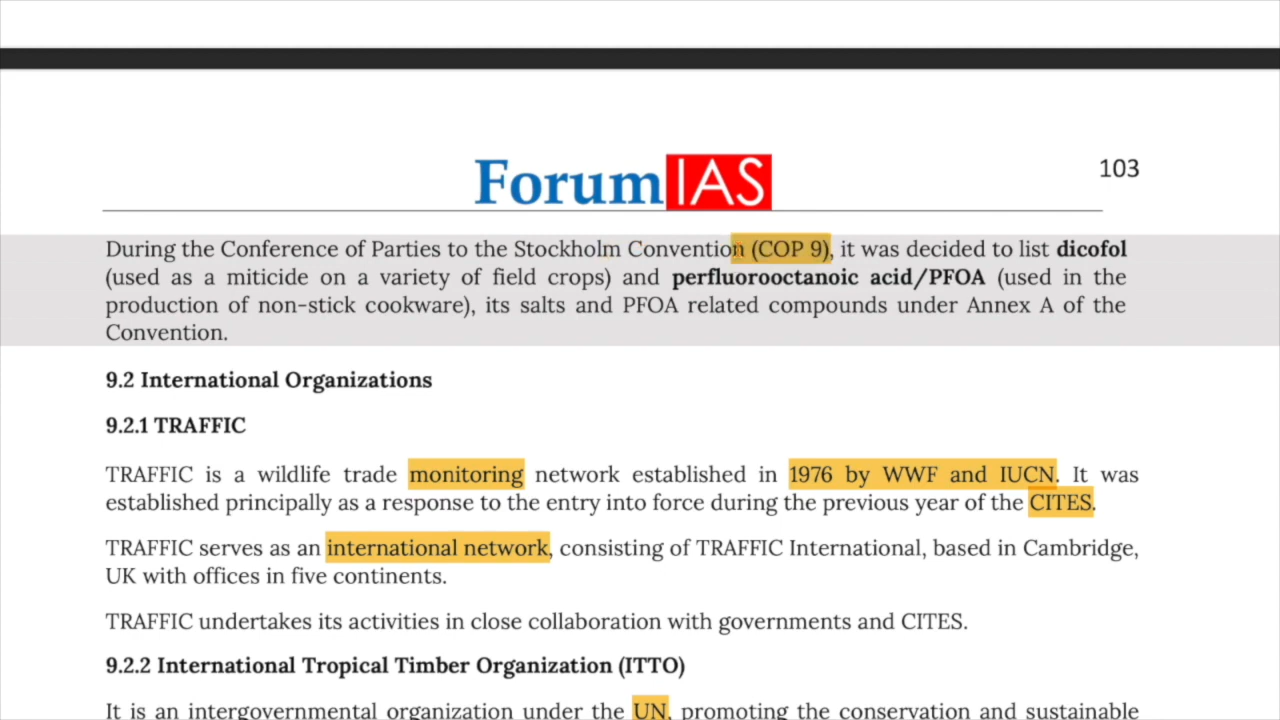 ForumIAS
103
During the Conference of Parties to the Stockholm Convention (COP 9), it was decided to list dicofol
(used as a miticide on a variety of field crops) and perfluorooctanoic acid/PFOA (used in the
production of non-stick cookware), its salts and PFOA related compounds under Annex A of the
Convention.
9.2 International Organizations
9.2.1 TRAFFIC
TRAFFIC is a wildlife trade monitoring network established in 1976 by WWF and IUCN. It was
established principally as a response to the entry into force during the previous year of the CITES.
TRAFFIC serves as an international network, consisting of TRAFFIC International, based in Cambridge,
UK with offices in five continents.
TRAFFIC undertakes its activities in close collaboration with governments and CITES.
9.2.2 International Tropical Timber Organization (ITTO)
It is an intergovernmental organization under the UN, promoting the conservation and sustainable